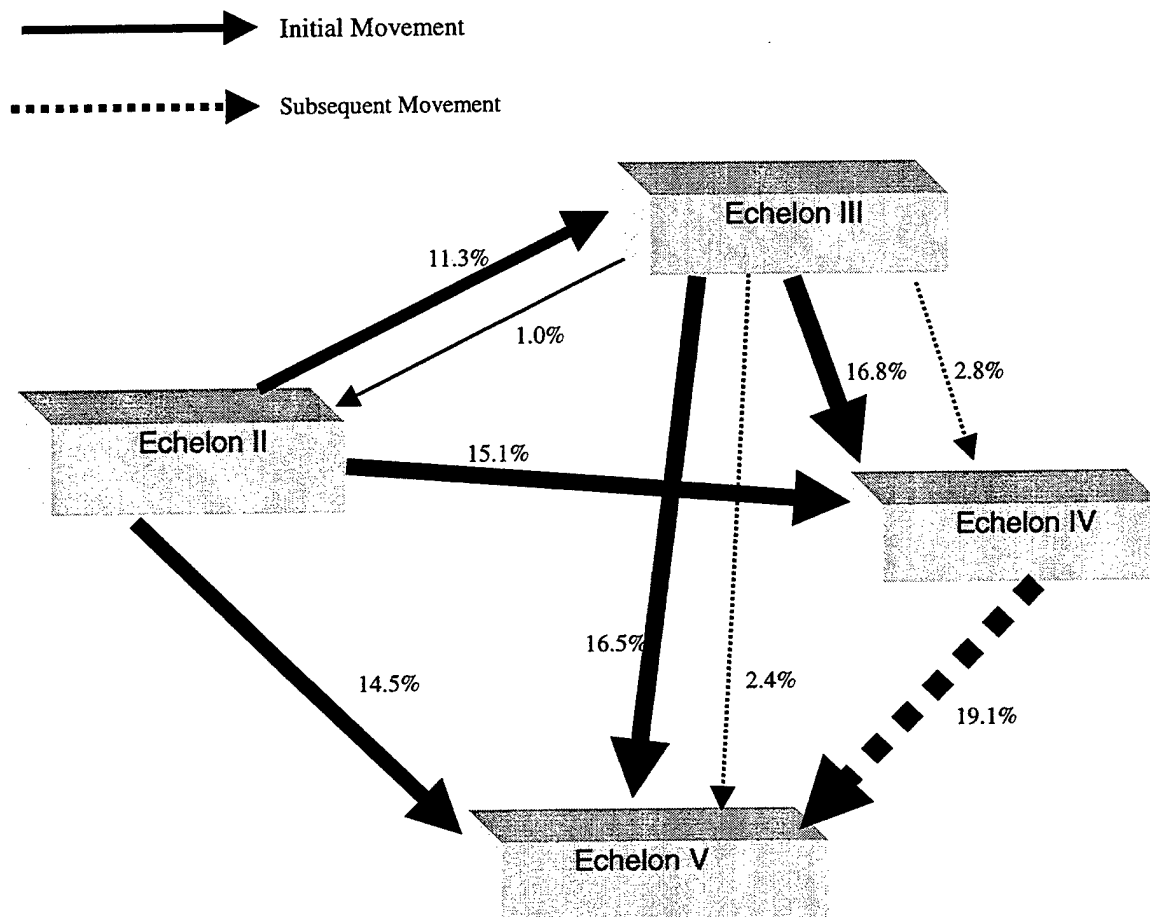 Initial Movement
Subsequent Movement
Echelon III
11.3%
1.0%
16.8%
2.8%
Echelon II
15.1%
Echelon IV
16.5%
14.5%
2.4%
19.1%
Echelon V